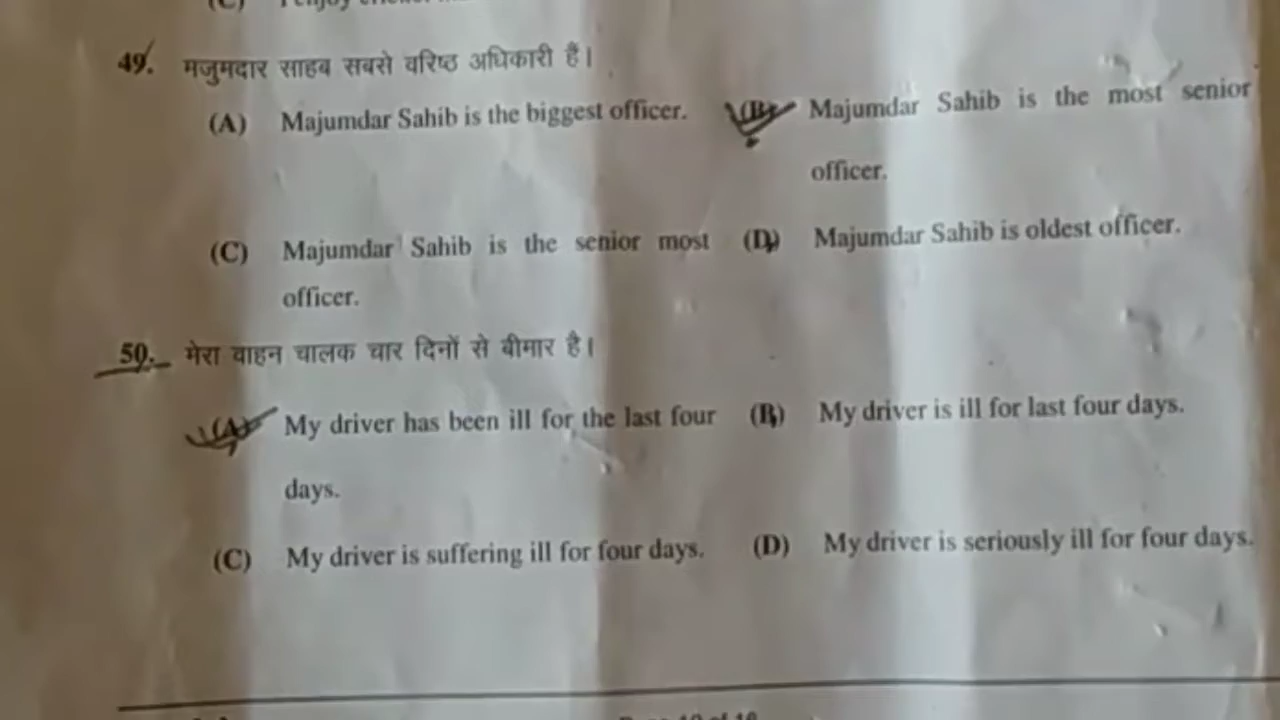 49. मजुमदार साहब सबसे वरिष्ठ अधिकारी हैं।
(A) Majumdar Sahib is the biggest officer. (B) Majumdar Sahib is the most senior
officer.
(C) Majumdar Sahib is the senior most (D) Majumdar Sahib is oldest officer.
officer.
50. मेरा वाहन चालक चार दिनों से बीमार है।
(A) My driver has been ill for the last four (B) My driver is ill for last four days.
days.
(C) My driver is suffering ill for four days. (D) My driver is seriously ill for four days.